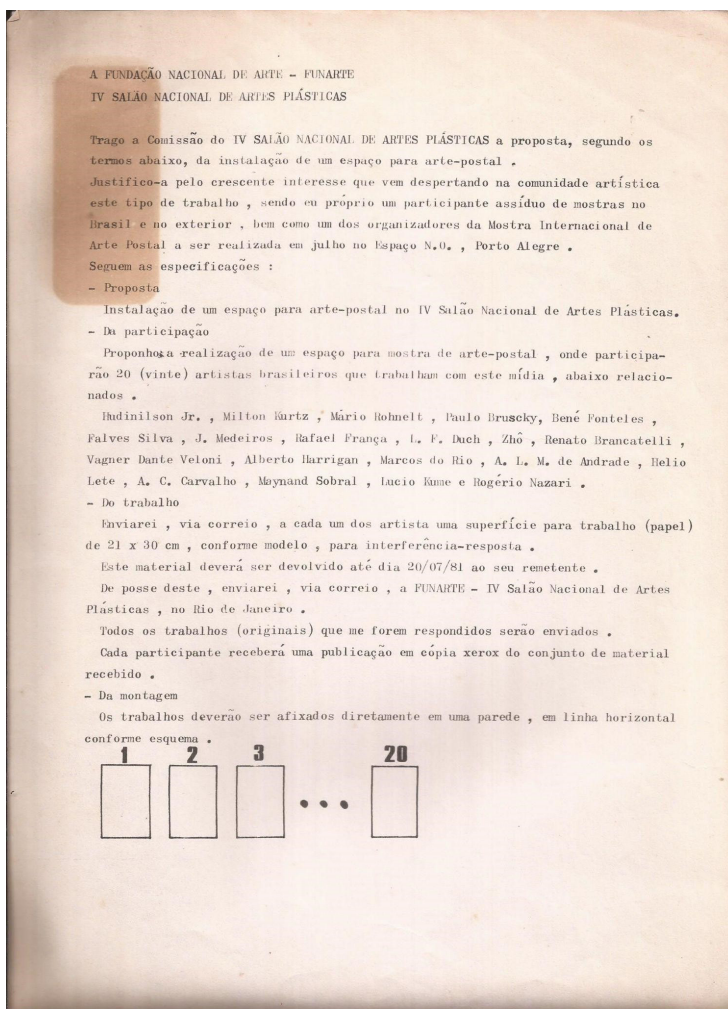 A FUNDAÇÃO NACIONAL DE ARTE - FUNARTE
IV SALÃO NACIONAL DE ARTES PLÁSTICAS
Trago a Comissão do IV SALÃO NACIONAL DE ARTES PLÁSTICAS a proposta, segundo os
termos abaixo, da instalação de um espaço para arte-postal .
Justifico-a pelo crescente interesse que vem despertando na comunidade artística
este tipo de trabalho , sendo eu próprio um participante assíduo de mostras no
Brasil e no exterior , bem como um dos organizadores da Mostra Internacional de
Arte Postal a ser realizada em julho no Espaço N.O. , Porto Alegre .
Seguem as especificações :
- Proposta
Instalação de um espaço para arte-postal no IV Salão Nacional de Artes Plásticas.
- Da participação
Proponho a realização de um espaço para mostra de arte-postal , onde participa-
rão 20 (vinte) artistas brasileiros que trabalham com este mídia , abaixo relacio-
nados .
Hudinilson Jr. , Milton Kurtz , Mário Rohnelt , Paulo Bruscky, Bené Fonteles ,
Falves Silva , J. Medeiros , Rafael França , L. F. Duch , Zhô , Renato Brancatelli ,
Vagner Dante Veloni , Alberto Harrigan , Marcos do Rio , A. L. M. de Andrade , Helio
Lete , A. C. Carvalho , Maynand Sobral , Lucio Kume e Rogério Nazari .
- Do trabalho
Enviarei , via correio , a cada um dos artista uma superfície para trabalho (papel)
de 21 x 30 cm , conforme modelo , para interferência-resposta .
Este material deverá ser devolvido até dia 20/07/81 ao seu remetente .
De posse deste , enviarei , via correio , a FUNARTE - IV Salão Nacional de Artes
Plásticas , no Rio de Janeiro .
Todos os trabalhos (originais) que me forem respondidos serão enviados .
Cada participante receberá uma publicação em cópia xerox do conjunto de material
recebido .
- Da montagem
Os trabalhos deverão ser afixados diretamente em uma parede , em linha horizontal
conforme esquema .
1 2 3 ... 20